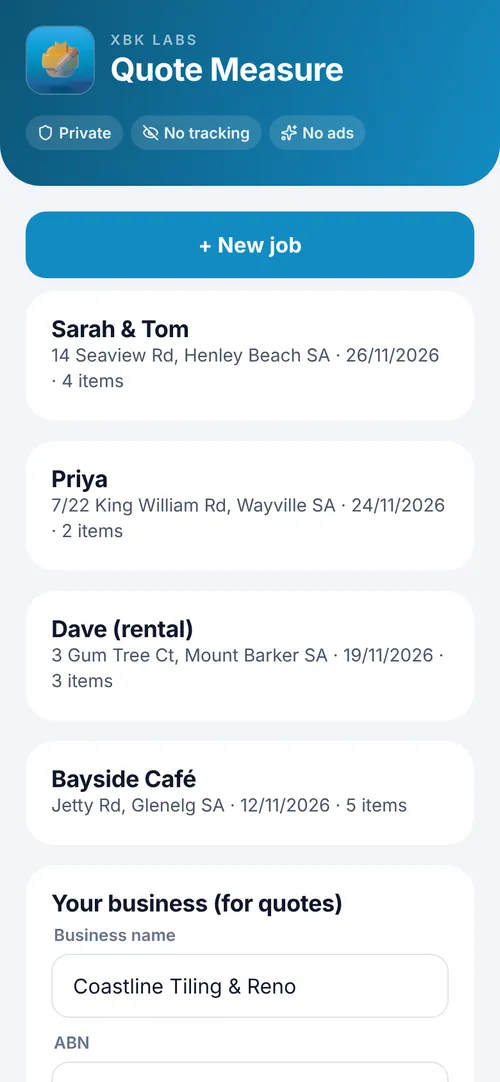 XBK LABS
Quote Measure
Private
No tracking
No ads
+ New job
Sarah & Tom
14 Seaview Rd, Henley Beach SA · 26/11/2026
· 4 items
Priya
7/22 King William Rd, Wayville SA · 24/11/2026
· 2 items
Dave (rental)
3 Gum Tree Ct, Mount Barker SA · 19/11/2026 ·
3 items
Bayside Café
Jetty Rd, Glenelg SA · 12/11/2026 · 5 items
Your business (for quotes)
Business name
Coastline Tiling & Reno
ABN